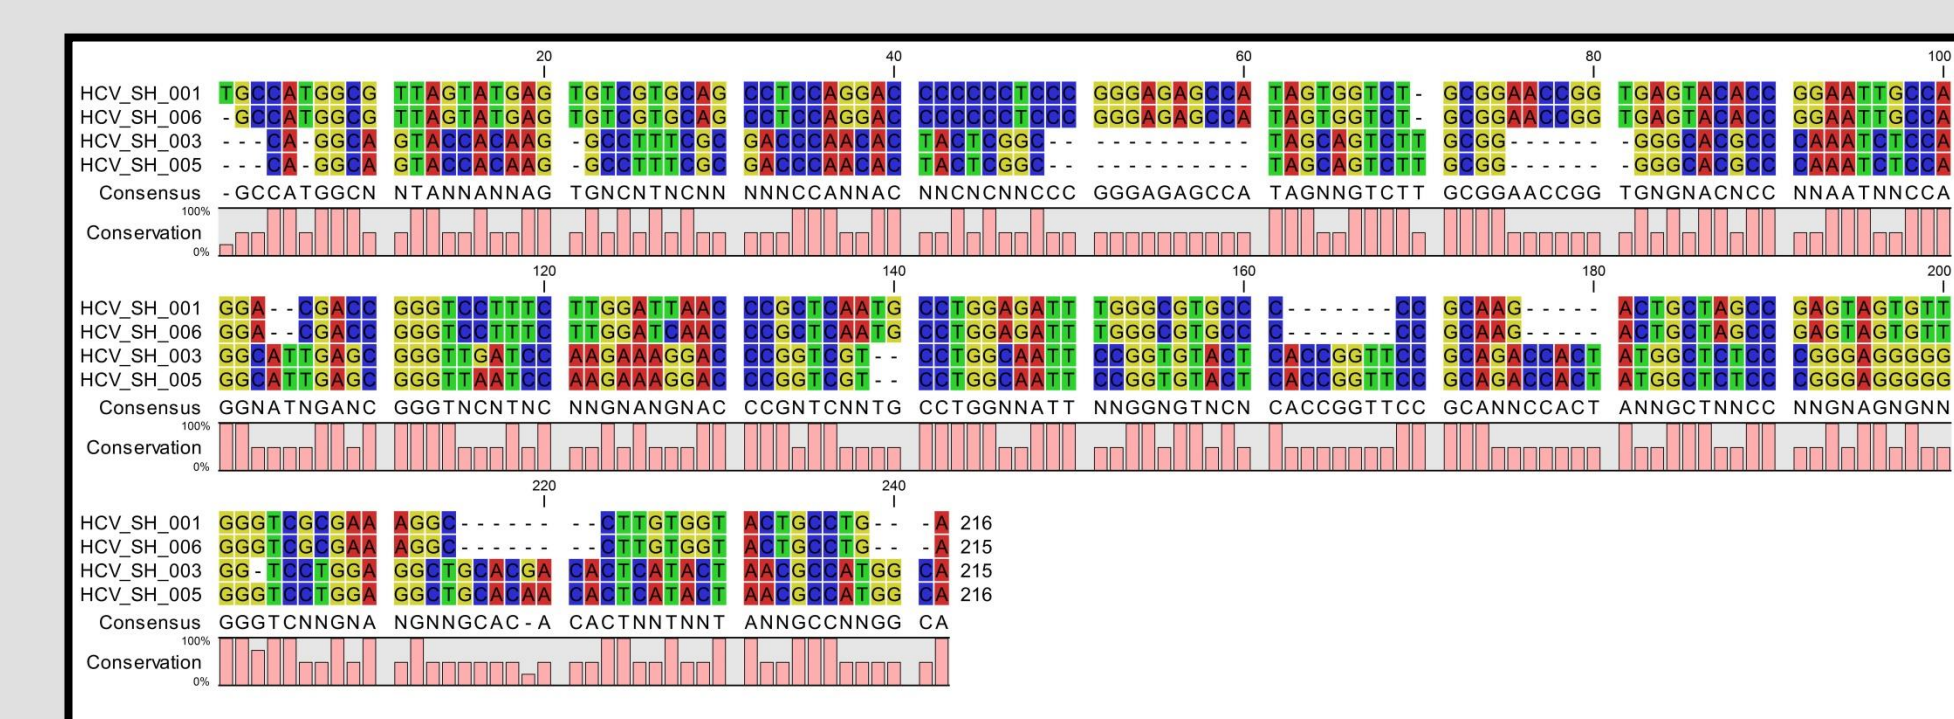 20 40 60 80 100
HCV_SH_001 TGCCATGGCG TTAGTATGAG TGTCGTGCAG CCTCCAGGAC CCCCCCTCCC GGGAGAGCCA TAGTGGTCT- GCGGAACCGG TGAGTACACC GGAATTGCCA
HCV_SH_006 -GCCATGGCG TTAGTATGAG TGTCGTGCAG CCTCCAGGAC CCCCCCTCCC GGGAGAGCCA TAGTGGTCT- GCGGAACCGG TGAGTACACC GGAATTGCCA
HCV_SH_003 ---CA-GGCA GTACCACAAG -GCCTTTCGC GACCCAACAC TACTCGGC-- ---------- TAGCAGTCTT GCGG------ -GGGCACGCC CAAATCTCCA
HCV_SH_005 ---CA-GGCA GTACCACAAG -GCCTTTCGC GACCCAACAC TACTCGGC-- ---------- TAGCAGTCTT GCGG------ -GGGCACGCC CAAATCTCCA
Consensus -GCCATGGCN NTANNANNAG TGNCNTNCNN NNNCCANNAC NNCNCNNCCC GGGAGAGCCA TAGNNGTCTT GCGGAACCGG TGNGNACNCC NNAATNNCCA
100%
Conservation
0%
120 140 160 180 200
HCV_SH_001 GGA--CGACC GGGTCCTTTC TTGGATTAAC CCGCTCAATG CCTGGAGATT TGGGCGTGCC C-------CC GCAAG----- ACTGCTAGCC GAGTAGTGTT
HCV_SH_006 GGA--CGACC GGGTCCTTTC TTGGATCAAC CCGCTCAATG CCTGGAGATT TGGGCGTGCC C-------CC GCAAG----- ACTGCTAGCC GAGTAGTGTT
HCV_SH_003 GGCATTGAGC GGGTTGATCC AAGAAAGGAC CCGGTCGT-- CCTGGCAATT CCGGTGTACT CACCGGTTCC GCAGACCACT ATGGCTCTCC CGGGAGGGGG
HCV_SH_005 GGCATTGAGC GGGTTAATCC AAGAAAGGAC CCGGTCGT-- CCTGGCAATT CCGGTGTACT CACCGGTTCC GCAGACCACT ATGGCTCTCC CGGGAGGGGG
Consensus GGNATNGANC GGGTNCNTNC NNGNANGNAC CCGNTCNNTG CCTGGNNATT NNGGNGTNCN CACCGGTTCC GCANNCCACT ANNGCTNNCC NNGNAGNGNN
100%
Conservation
0%
220 240
HCV_SH_001 GGGTCGCGAA AGGC------ --CTTGTGGT ACTGCCTG-- -A 216
HCV_SH_006 GGGTCGCGAA AGGC------ --CTTGTGGT ACTGCCTG-- -A 215
HCV_SH_003 GG-TCCTGGA GGCTGCACGA CACTCATACT AACGCCATGG CA 215
HCV_SH_005 GGGTCCTGGA GGCTGCACAA CACTCATACT AACGCCATGG CA 216
Consensus GGGTCNNGNA NGNNGCAC-A CACTNNTNNT ANNGCCNNGG CA
100%
Conservation
0%